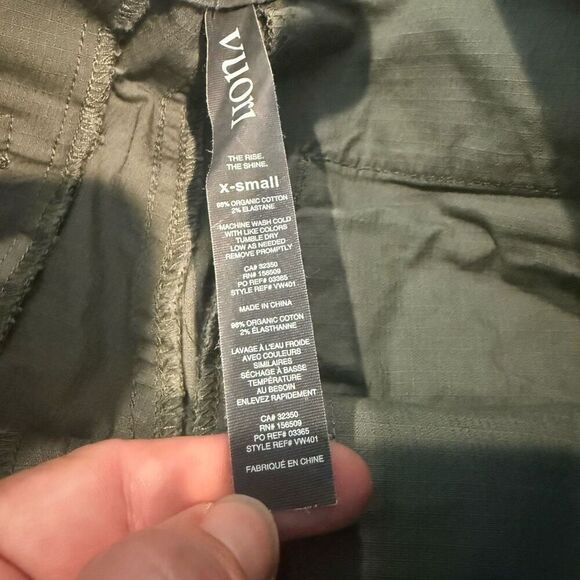 vuori
THE RISE.
THE SHINE.
x-small
98% ORGANIC COTTON
2% ELASTANE
MACHINE WASH COLD
WITH LIKE COLORS
TUMBLE DRY
LOW AS NEEDED
REMOVE PROMPTLY
CA# 32350
RN# 156509
PO REF# 03365
STYLE REF# VW401
MADE IN CHINA
98% ORGANIC COTTON
2% ÉLASTHANNE
LAVAGE À L'EAU FROIDE
AVEC COULEURS
SIMILAIRES
SÉCHAGE À BASSE
TEMPÉRATURE
AU BESOIN
ENLEVEZ RAPIDEMENT
CA# 32350
RN# 156509
PO REF# 03365
STYLE REF# VW401
FABRIQUÉ EN CHINE